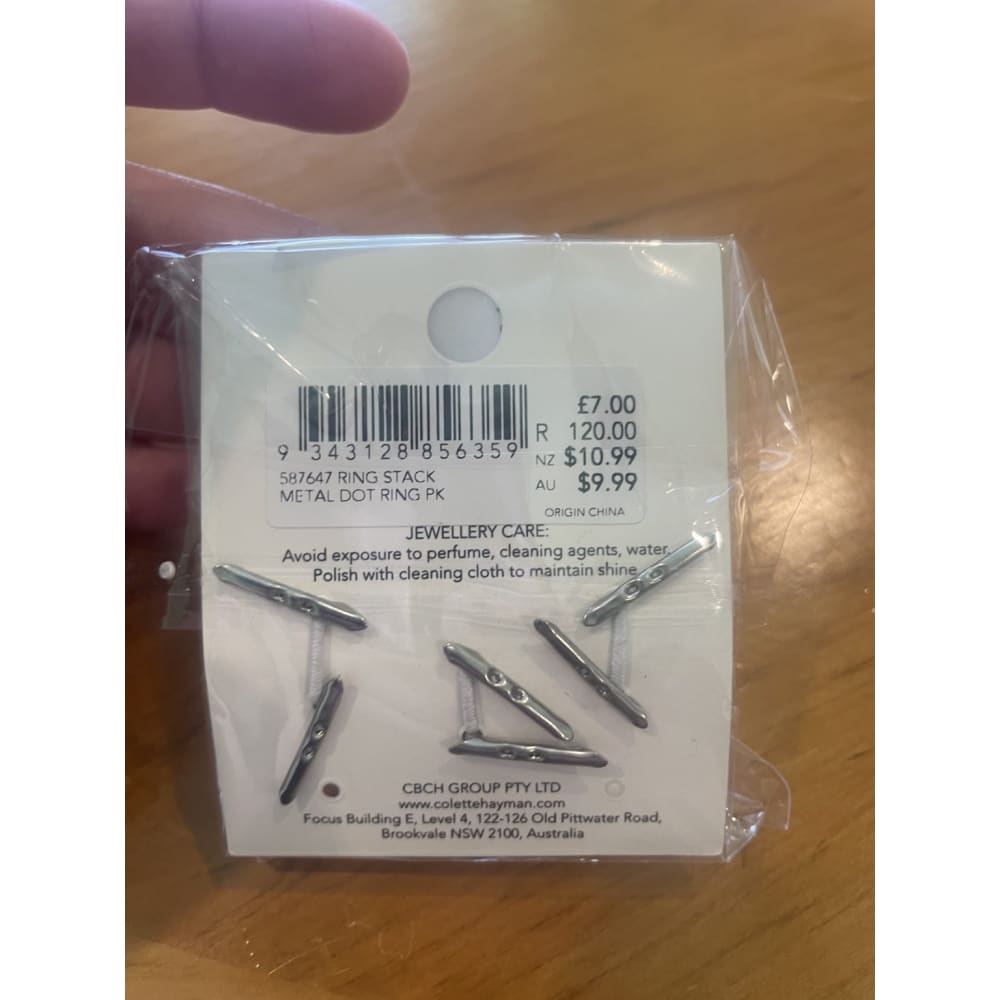 £7.00
R 120.00
NZ $10.99
AU $9.99
9 343128 856359
587647 RING STACK
METAL DOT RING PK
ORIGIN CHINA
JEWELLERY CARE:
Avoid exposure to perfume, cleaning agents, water.
Polish with cleaning cloth to maintain shine
CBCH GROUP PTY LTD
www.colettehayman.com
Focus Building E, Level 4, 122-126 Old Pittwater Road,
Brookvale NSW 2100, Australia